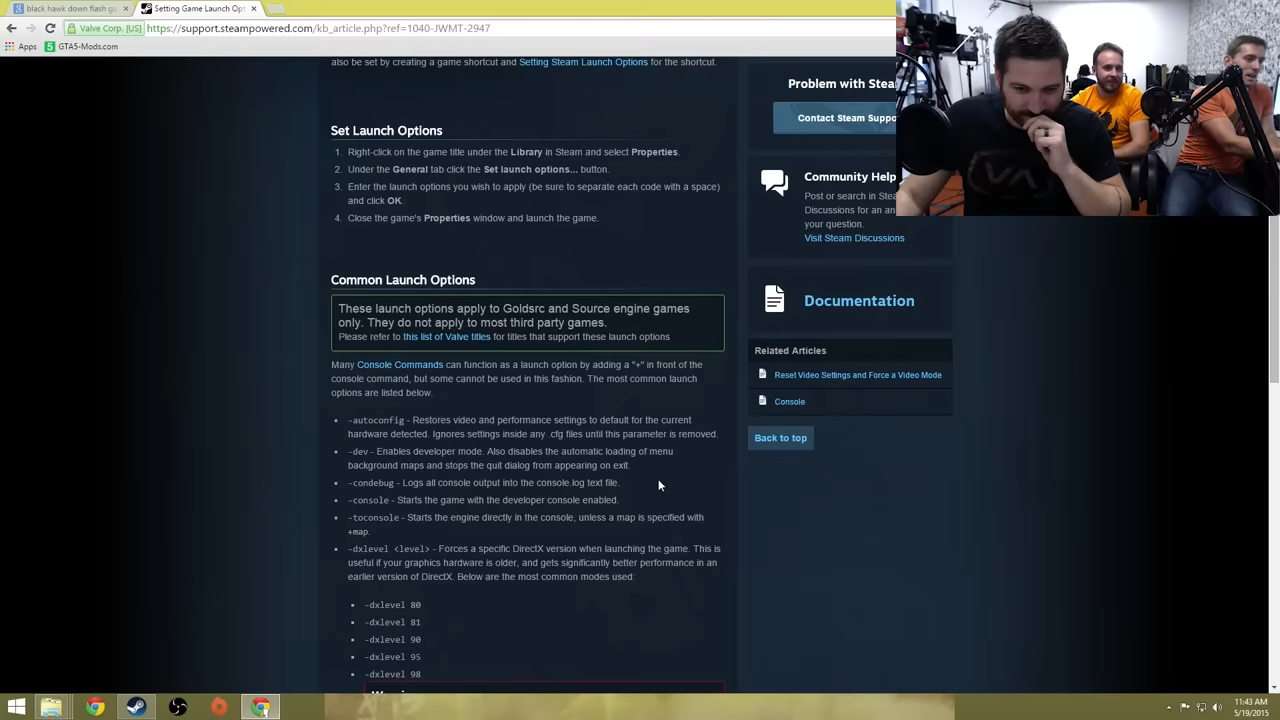 black hawk down flash ga
Setting Game Launch Opt
Valve Corp. [US]
https://support.steampowered.com/kb_article.php?ref=1040-JWMT-2947
Apps
GTA5-Mods.com
also be set by creating a game shortcut and Setting Steam Launch Options for the shortcut.
Set Launch Options
1. Right-click on the game title under the Library in Steam and select Properties.
2. Under the General tab click the Set launch options... button.
3. Enter the launch options you wish to apply (be sure to separate each code with a space)
and click OK.
4. Close the game's Properties window and launch the game.
Common Launch Options
These launch options apply to Goldsrc and Source engine games
only. They do not apply to most third party games.
Please refer to this list of Valve titles for titles that support these launch options
Many Console Commands can function as a launch option by adding a "+" in front of the
console command, but some cannot be used in this fashion. The most common launch
options are listed below.
-autoconfig - Restores video and performance settings to default for the current
hardware detected. Ignores settings inside any .cfg files until this parameter is removed.
-dev - Enables developer mode. Also disables the automatic loading of menu
background maps and stops the quit dialog from appearing on exit.
-condebug - Logs all console output into the console.log text file.
-console - Starts the game with the developer console enabled.
-toconsole - Starts the engine directly in the console, unless a map is specified with
+map.
-dxlevel <level> - Forces a specific DirectX version when launching the game. This is
useful if your graphics hardware is older, and gets significantly better performance in an
earlier version of DirectX. Below are the most common modes used:
-dxlevel 80
-dxlevel 81
-dxlevel 90
-dxlevel 95
-dxlevel 98
Problem with Stea
Contact Steam Suppo
Community Help
Post or search in Stea
Discussions for an an
your question.
Visit Steam Discussions
Documentation
Related Articles
Reset Video Settings and Force a Video Mode
Console
Back to top
11:43 AM
5/19/2015